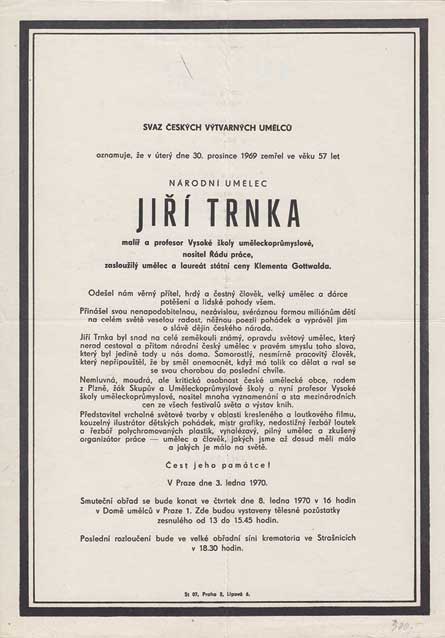 SVAZ ČESKÝCH VÝTVARNÝCH UMĚLCŮ
oznamuje, že v úterý dne 30. prosince 1969 zemřel ve věku 57 let
NÁRODNÍ UMĚLEC
JIŘÍ TRNKA
malíř a profesor Vysoké školy uměleckoprůmyslové,
nositel Řádu práce,
zasloužilý umělec a laureát státní ceny Klementa Gottwalda.
Odešel nám věrný přítel, hrdý a čestný člověk, velký umělec a dárce
potěšení a lidské pohody všem.
Přinášel svou nenapodobitelnou, nezávislou, svéráznou formou miliónům dětí
na celém světě veselou radost, něžnou poezii pohádek a vyprávěl jim
o slávě dějin českého národa.
Jiří Trnka byl snad na celé zeměkouli známý, opravdu světový umělec, který
nerad cestoval a přitom národní český umělec v pravém smyslu toho slova,
který byl jedině tady u nás doma. Samorostlý, nesmírně pracovitý člověk,
který nepřipouštěl, že by směl onemocnět, když má tolik co dělat a rval se
se svou chorobou do poslední chvíle.
Nemluvná, moudrá, ale kritická osobnost české umělecké obce, rodem
z Plzně, žák Skupův a Uměleckoprůmyslové školy a nyní profesor Vysoké
školy uměleckoprůmyslové, nositel mnoha vyznamenání a sta mezinárodních
cen ze všech festivalů světa a výstav knih.
Představitel vrcholné světové tvorby v oblasti kresleného a loutkového filmu,
kouzelný ilustrátor dětských pohádek, mistr grafiky, nedostižný řezbář loutek
a řezbář polychromovaných plastik, vynalézavý, pilný umělec a zkušený
organizátor práce — umělec a člověk, jakých jsme až dosud měli málo
a jakých je málo na světě.
Čest jeho památce!
V Praze dne 3. ledna 1970.
Smuteční obřad se bude konat ve čtvrtek dne 8. ledna 1970 v 16 hodin
v Domě umělců v Praze 1. Zde budou vystaveny tělesné pozůstatky
zesnulého od 13 do 15.45 hodin.
Poslední rozloučení bude ve velké obřadní síni krematoria ve Strašnicích
v 18.30 hodin.
St 07, Praha 2, Lipová 6.
300,-